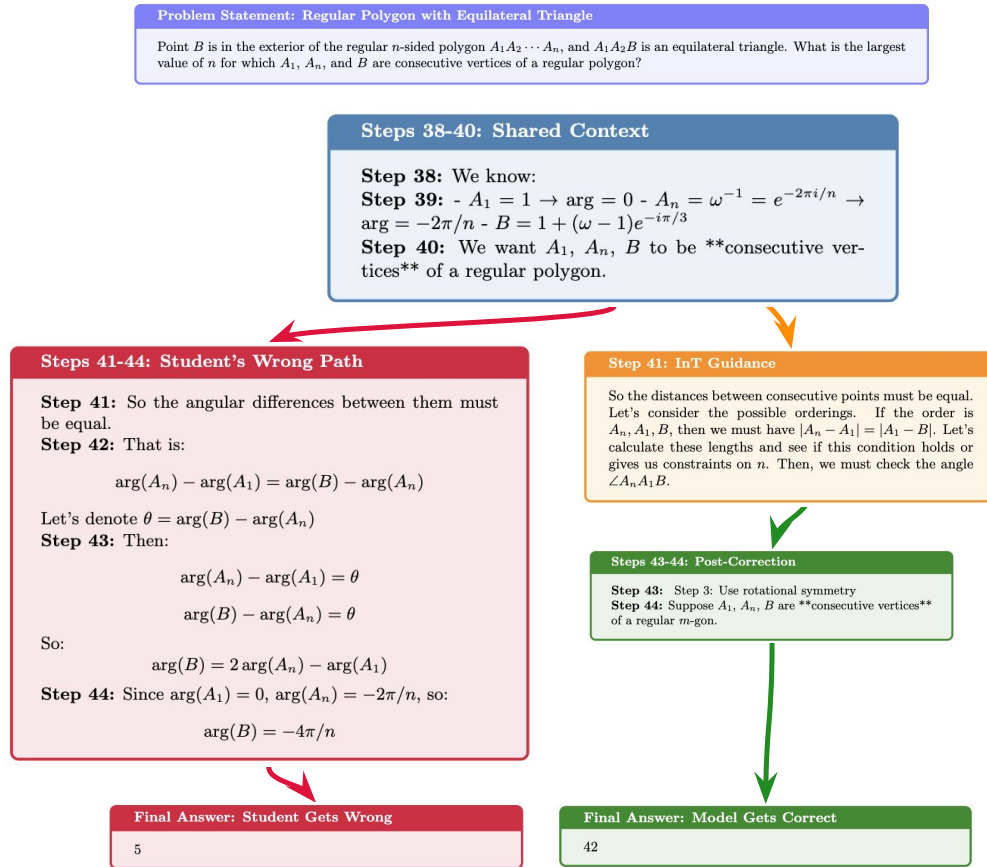 Problem Statement: Regular Polygon with Equilateral Triangle
Point B is in the exterior of the regular n-sided polygon A₁A₂ ⋯ Aₙ, and A₁A₂B is an equilateral triangle. What is the largest
value of n for which A₁, Aₙ, and B are consecutive vertices of a regular polygon?
Steps 38-40: Shared Context
Step 38: We know:
Step 39: - A₁ = 1 → arg = 0 - Aₙ = ω⁻¹ = e^{-2πi/n} →
arg = −2π/n - B = 1 + (ω − 1)e^{-iπ/3}
Step 40: We want A₁, Aₙ, B to be **consecutive ver-
tices** of a regular polygon.
Steps 41-44: Student's Wrong Path
Step 41: So the angular differences between them must
be equal.
Step 42: That is:
arg(Aₙ) − arg(A₁) = arg(B) − arg(Aₙ)
Let's denote θ = arg(B) − arg(Aₙ)
Step 43: Then:
arg(Aₙ) − arg(A₁) = θ
arg(B) − arg(Aₙ) = θ
So:
arg(B) = 2 arg(Aₙ) − arg(A₁)
Step 44: Since arg(A₁) = 0, arg(Aₙ) = −2π/n, so:
arg(B) = −4π/n
Final Answer: Student Gets Wrong
5
Step 41: InT Guidance
So the distances between consecutive points must be equal.
Let's consider the possible orderings. If the order is
Aₙ, A₁, B, then we must have |Aₙ − A₁| = |A₁ − B|. Let's
calculate these lengths and see if this condition holds or
gives us constraints on n. Then, we must check the angle
∠AₙA₁B.
Steps 43-44: Post-Correction
Step 43: Step 3: Use rotational symmetry
Step 44: Suppose A₁, Aₙ, B are **consecutive vertices**
of a regular m-gon.
Final Answer: Model Gets Correct
42